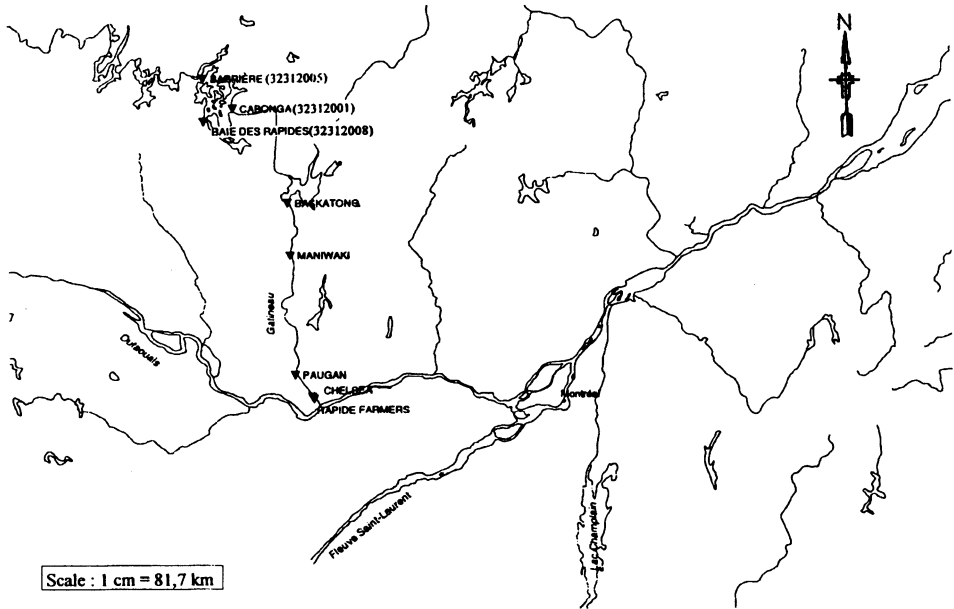 N
BARRIÈRE (32312005)
CABONGA (32312001)
BAIE DES RAPIDES (32312008)
BASKATONG
MANIWAKI
Gatineau
Outaouais
PAUGAN
CHELSEA
RAPIDE FARMERS
Montréal
Fleuve Saint-Laurent
Lac Champlain
Scale : 1 cm = 81,7 km